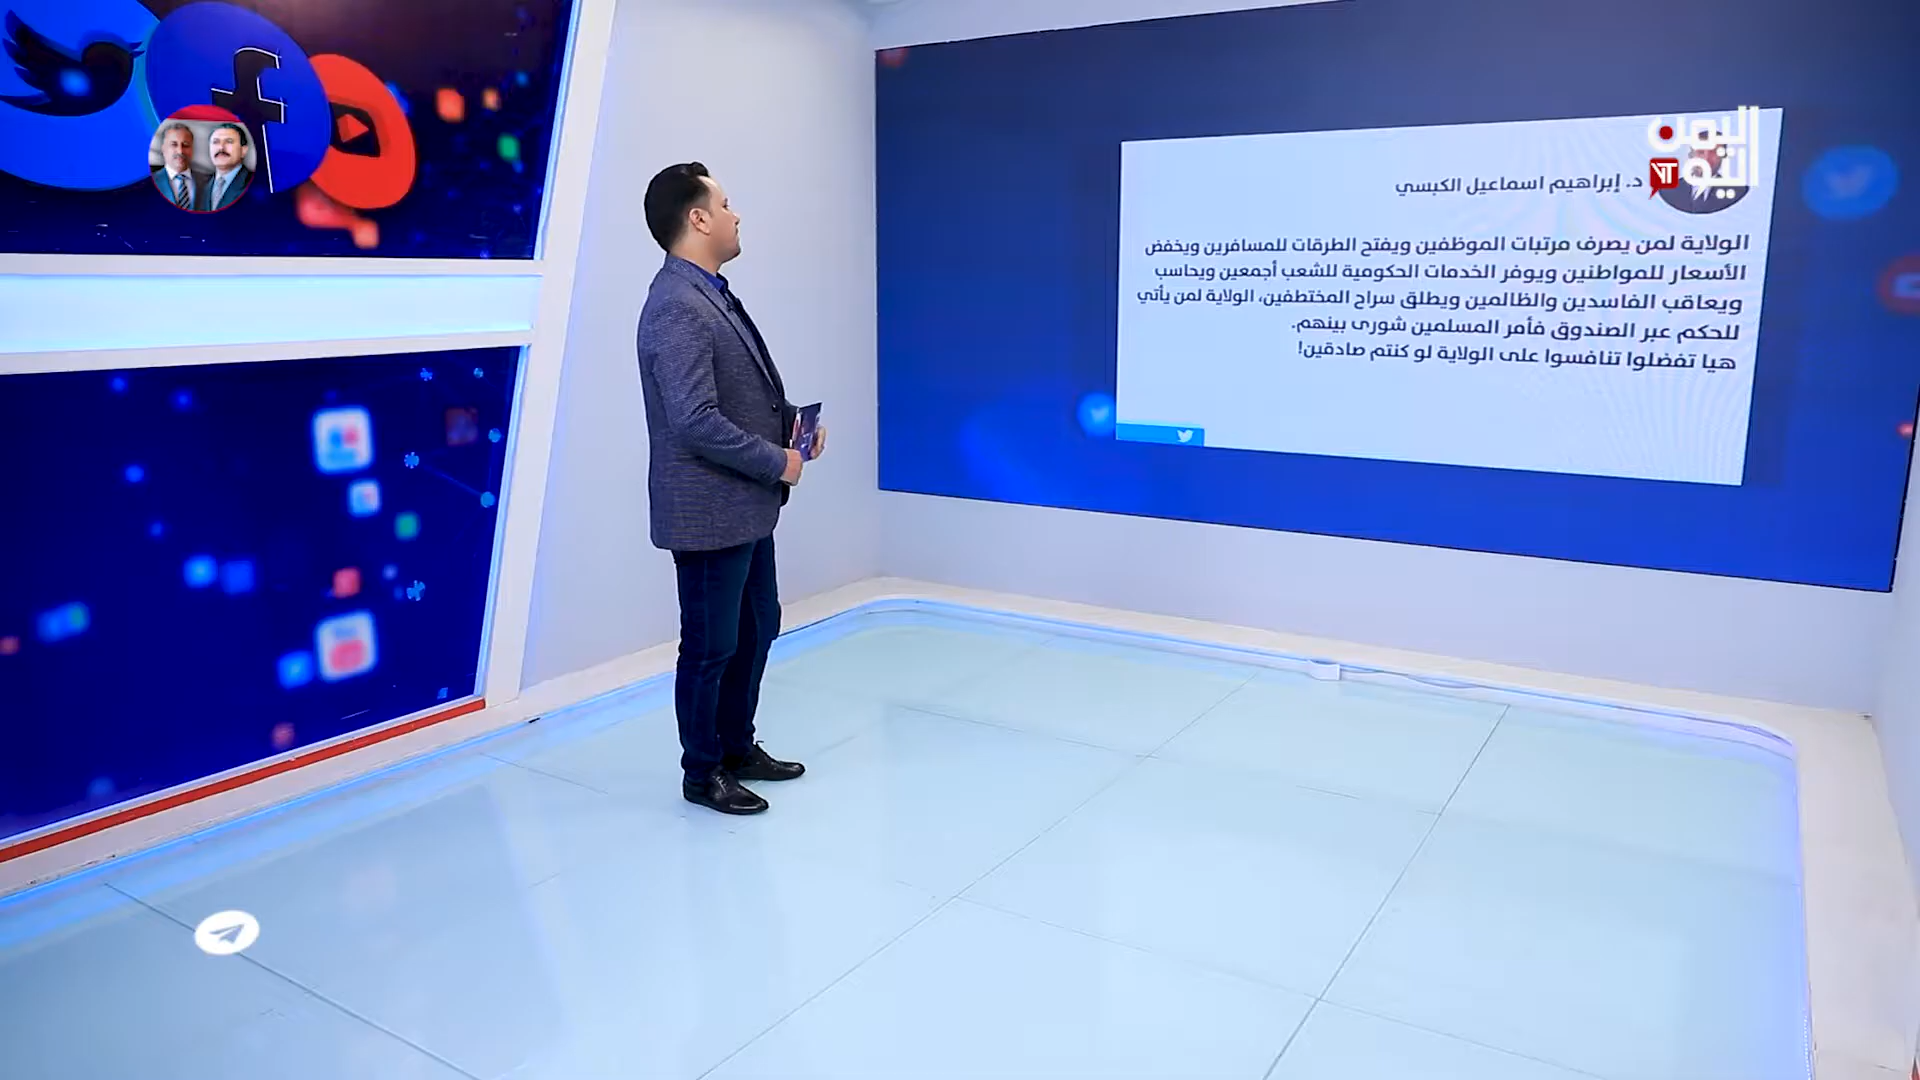 اليمن
اليوم
YT
د. إبراهيم اسماعيل الكبسي
الولاية لمن يصرف مرتبات الموظفين ويفتح الطرقات للمسافرين ويخفض
الأسعار للمواطنين ويوفر الخدمات الحكومية للشعب أجمعين ويحاسب
ويعاقب الفاسدين والظالمين ويطلق سراح المختطفين، الولاية لمن يأتي
للحكم عبر الصندوق فأمر المسلمين شورى بينهم.
هيا تفضلوا تنافسوا على الولاية لو كنتم صادقين!